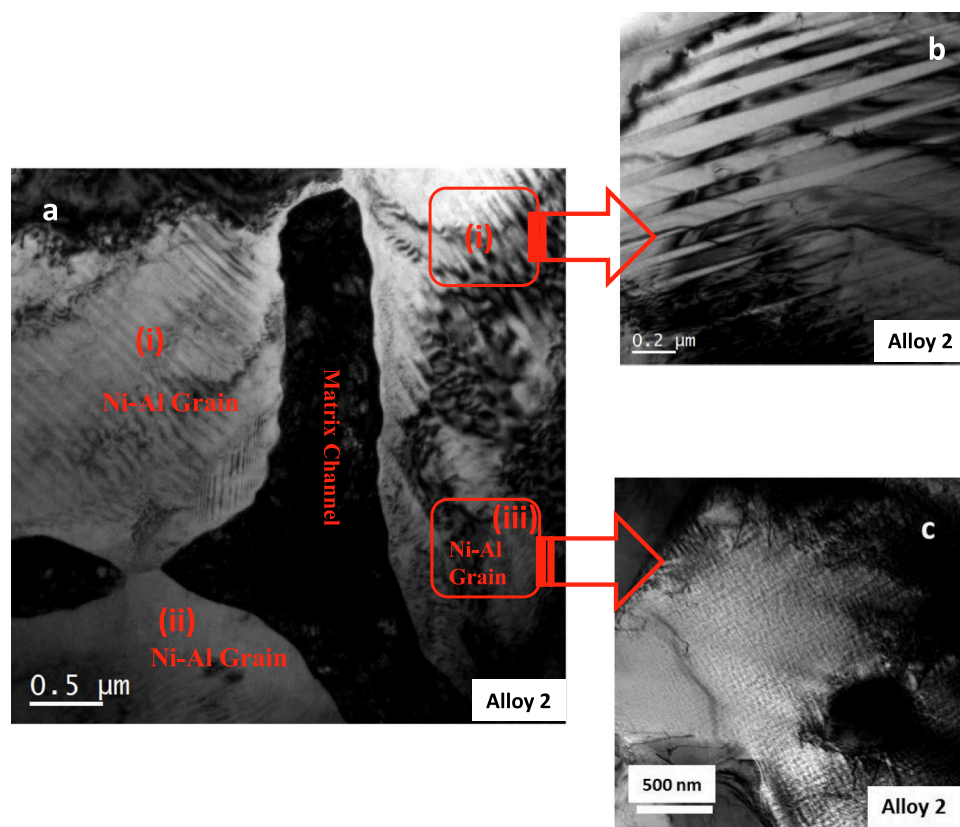 a
(i)
(i)
Ni-Al Grain
Matrix Channel
(iii)
Ni-Al
Grain
(ii)
Ni-Al Grain
0.5 μm
Alloy 2
b
0.2 μm
Alloy 2
c
500 nm
Alloy 2